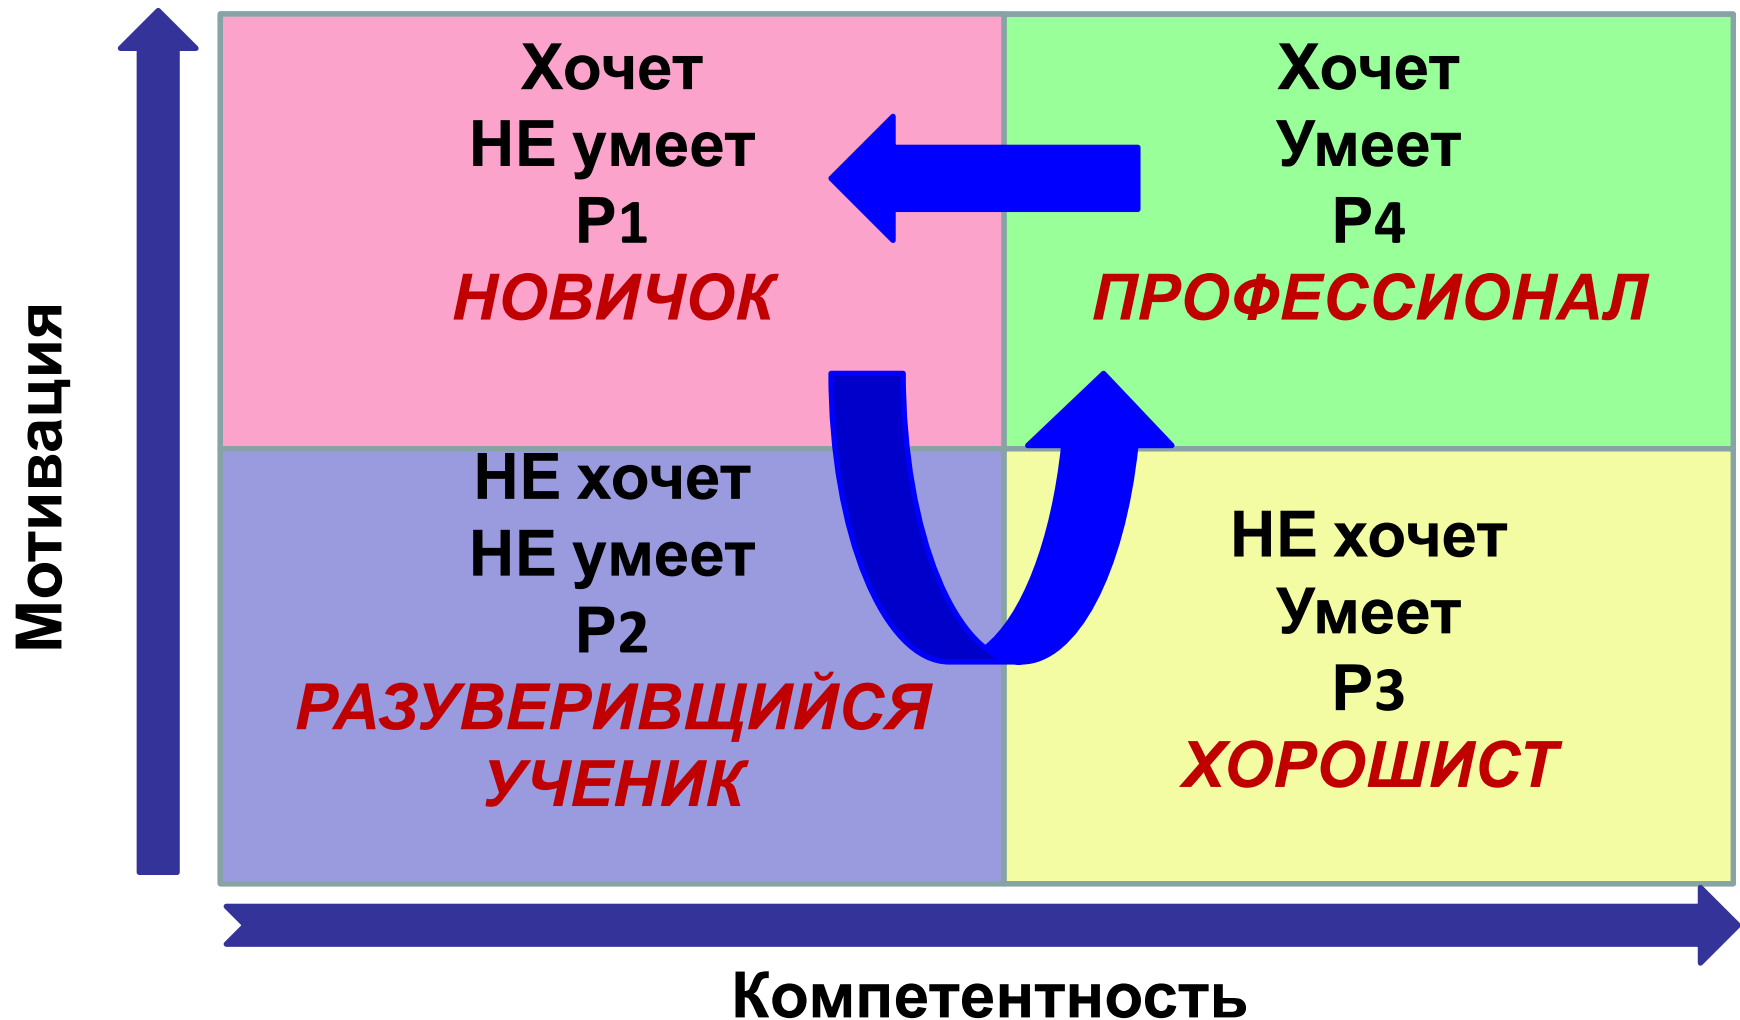 Мотивация
Хочет
НЕ умеет
Р1
НОВИЧОК
Хочет
Умеет
Р4
ПРОФЕССИОНАЛ
НЕ хочет
НЕ умеет
Р2
РАЗУВЕРИВЩИЙСЯ
УЧЕНИК
НЕ хочет
Умеет
Р3
ХОРОШИСТ
Компетентность